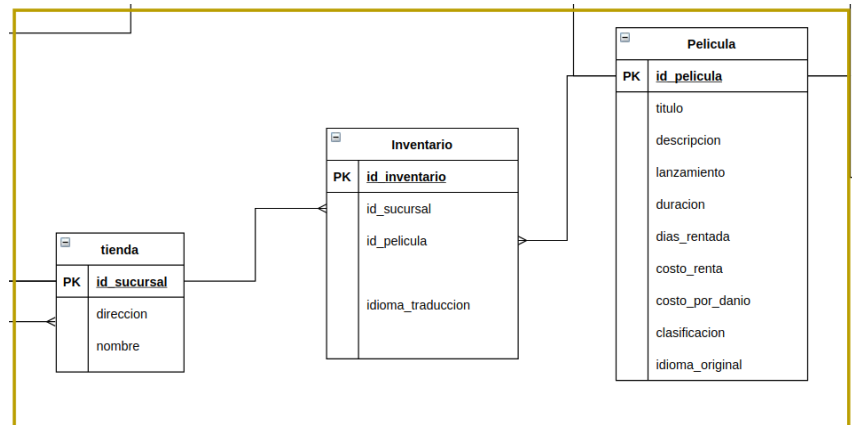 Pelicula
PK id_pelicula
titulo
descripcion
lanzamiento
duracion
dias_rentada
costo_renta
costo_por_danio
clasificacion
idioma_original
Inventario
PK id_inventario
id_sucursal
id_pelicula
idioma_traduccion
tienda
PK id_sucursal
direccion
nombre